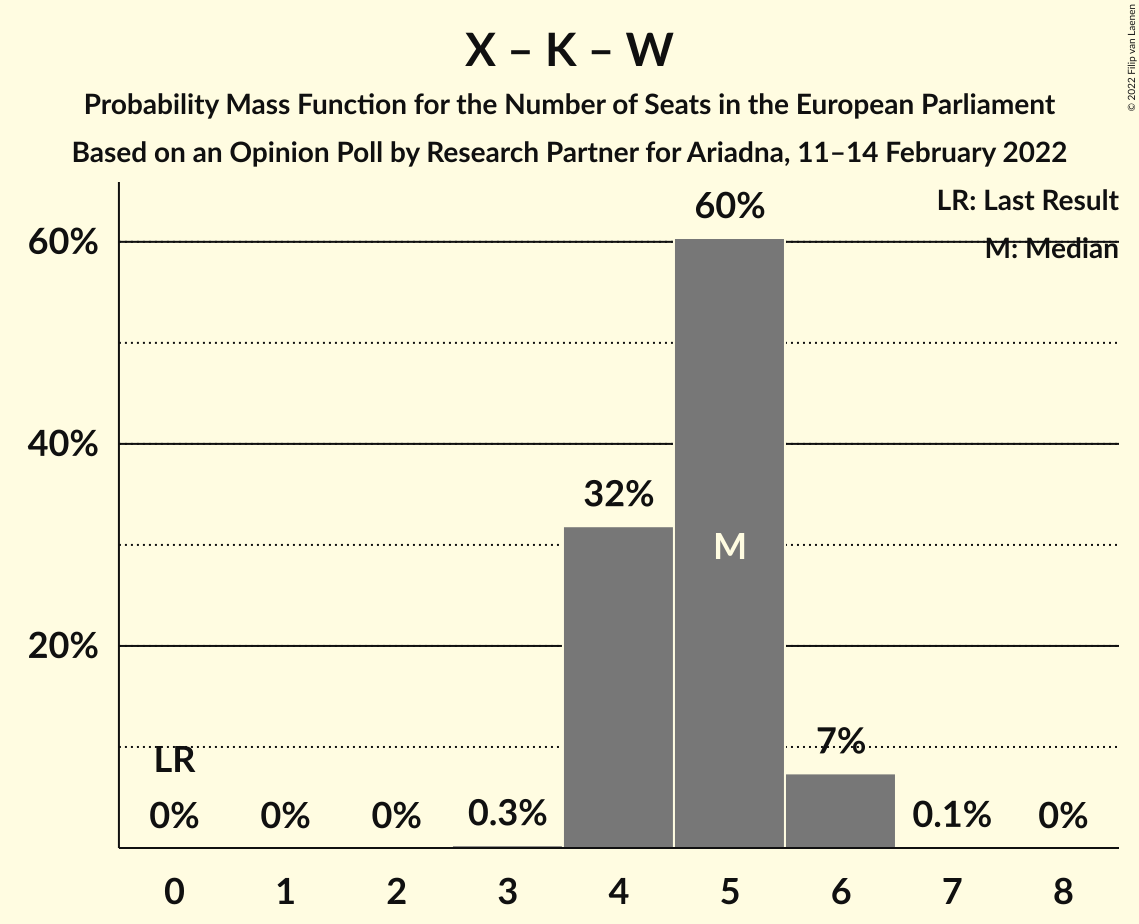 X – K – W
Probability Mass Function for the Number of Seats in the European Parliament
Based on an Opinion Poll by Research Partner for Ariadna, 11–14 February 2022
© 2022 Filip van Laenen
LR: Last Result
M: Median
60%
40%
20%
60%
32%
M
7%
LR
0%
0%
0%
0.3%
0.1%
0%
0
1
2
3
4
5
6
7
8